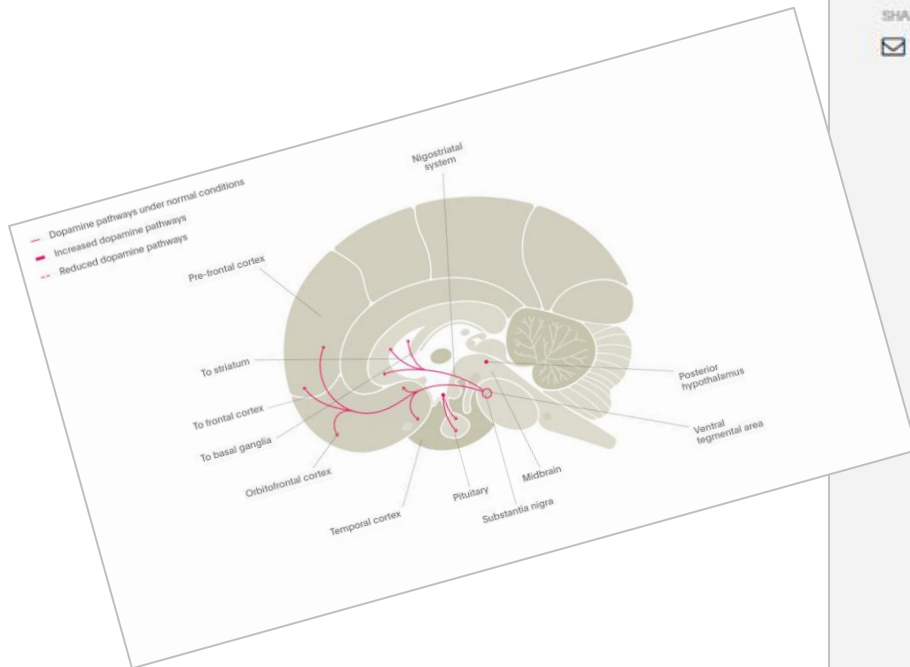 SHA
Nigostriatal
system
Dopamine pathways under normal conditions
Increased dopamine pathways
Reduced dopamine pathways
Pre-frontal cortex
To striatum
To frontal cortex
To basal ganglia
Orbitofrontal cortex
Temporal cortex
Pituitary
Midbrain
Substantia nigra
Posterior
hypothalamus
Ventral
tegmental area